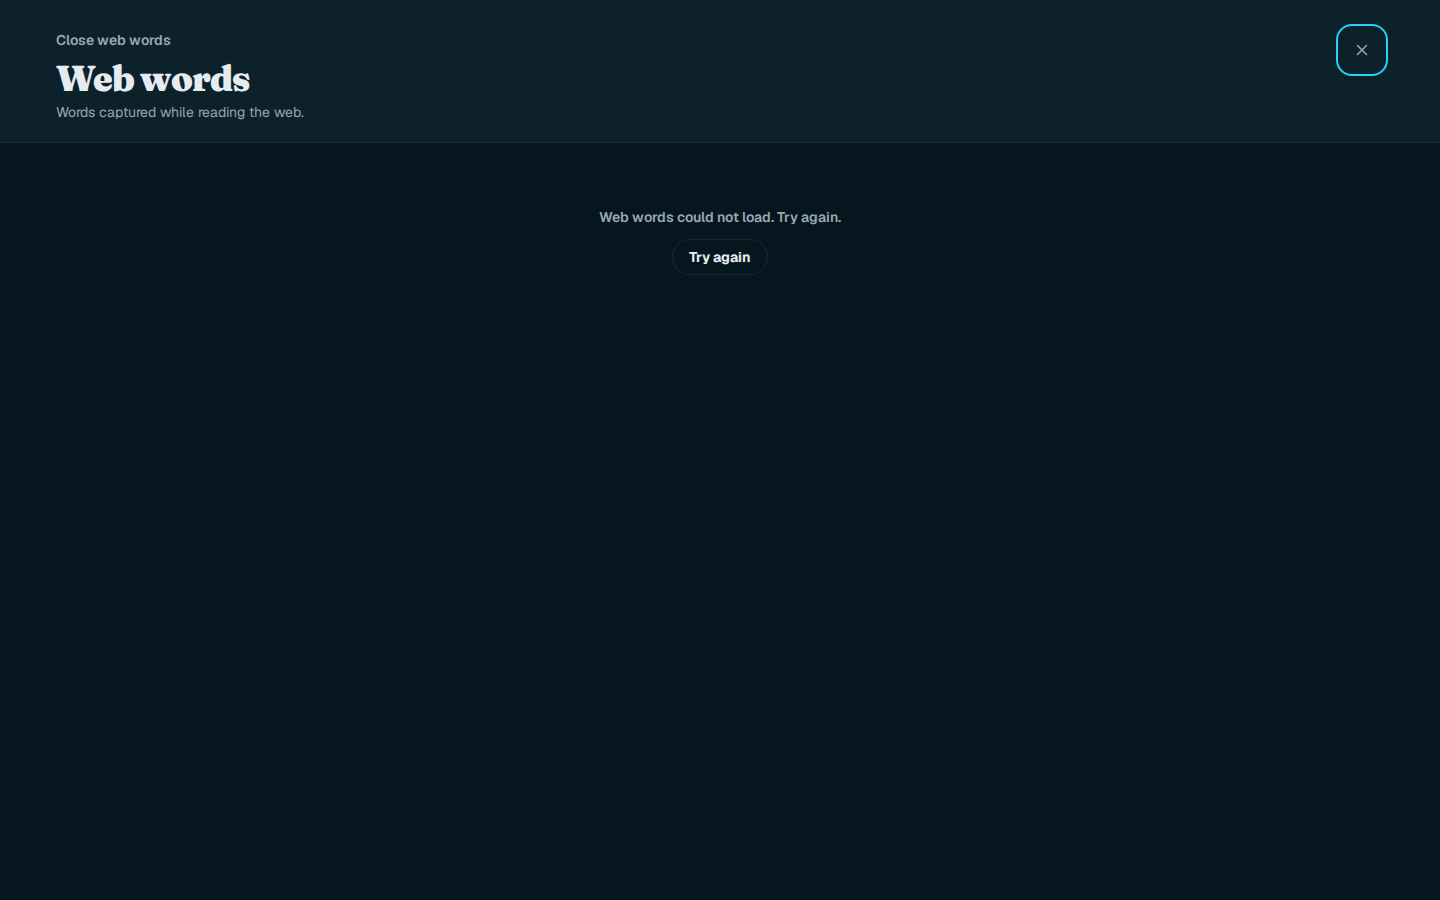 Close web words
Web words
Words captured while reading the web.
Web words could not load. Try again.
Try again